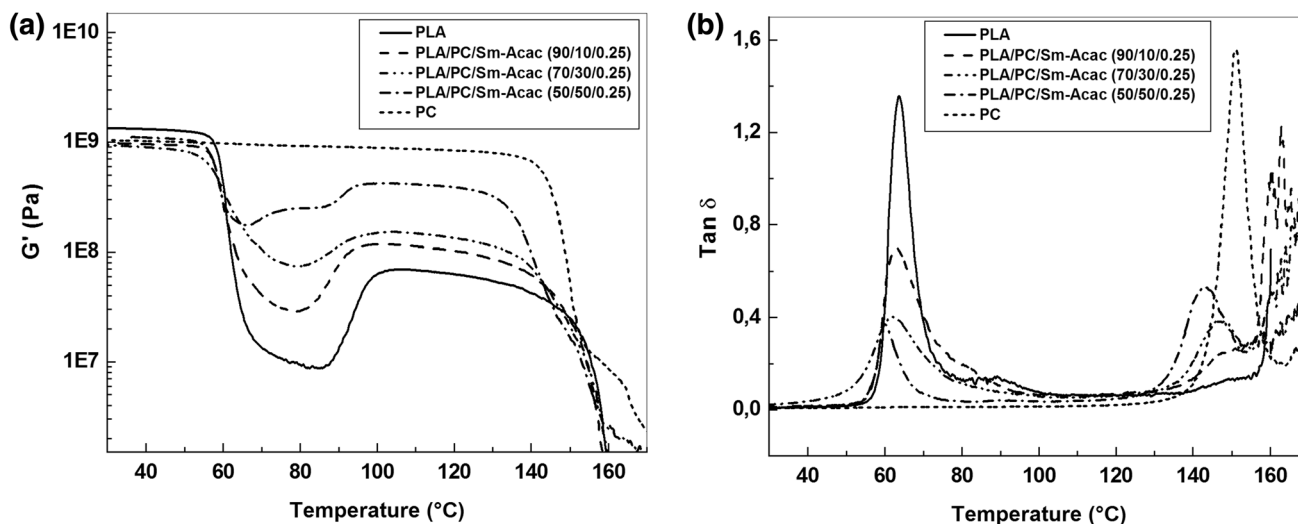 (a)
1E10
1E9
1E8
1E7
G' (Pa)
PLA
PLA/PC/Sm-Acac (90/10/0.25)
PLA/PC/Sm-Acac (70/30/0.25)
PLA/PC/Sm-Acac (50/50/0.25)
PC
40 60 80 100 120 140 160
Temperature (°C)
(b)
1,6
1,2
0,8
0,4
0,0
Tan δ
PLA
PLA/PC/Sm-Acac (90/10/0.25)
PLA/PC/Sm-Acac (70/30/0.25)
PLA/PC/Sm-Acac (50/50/0.25)
PC
40 60 80 100 120 140 160
Temperature (°C)